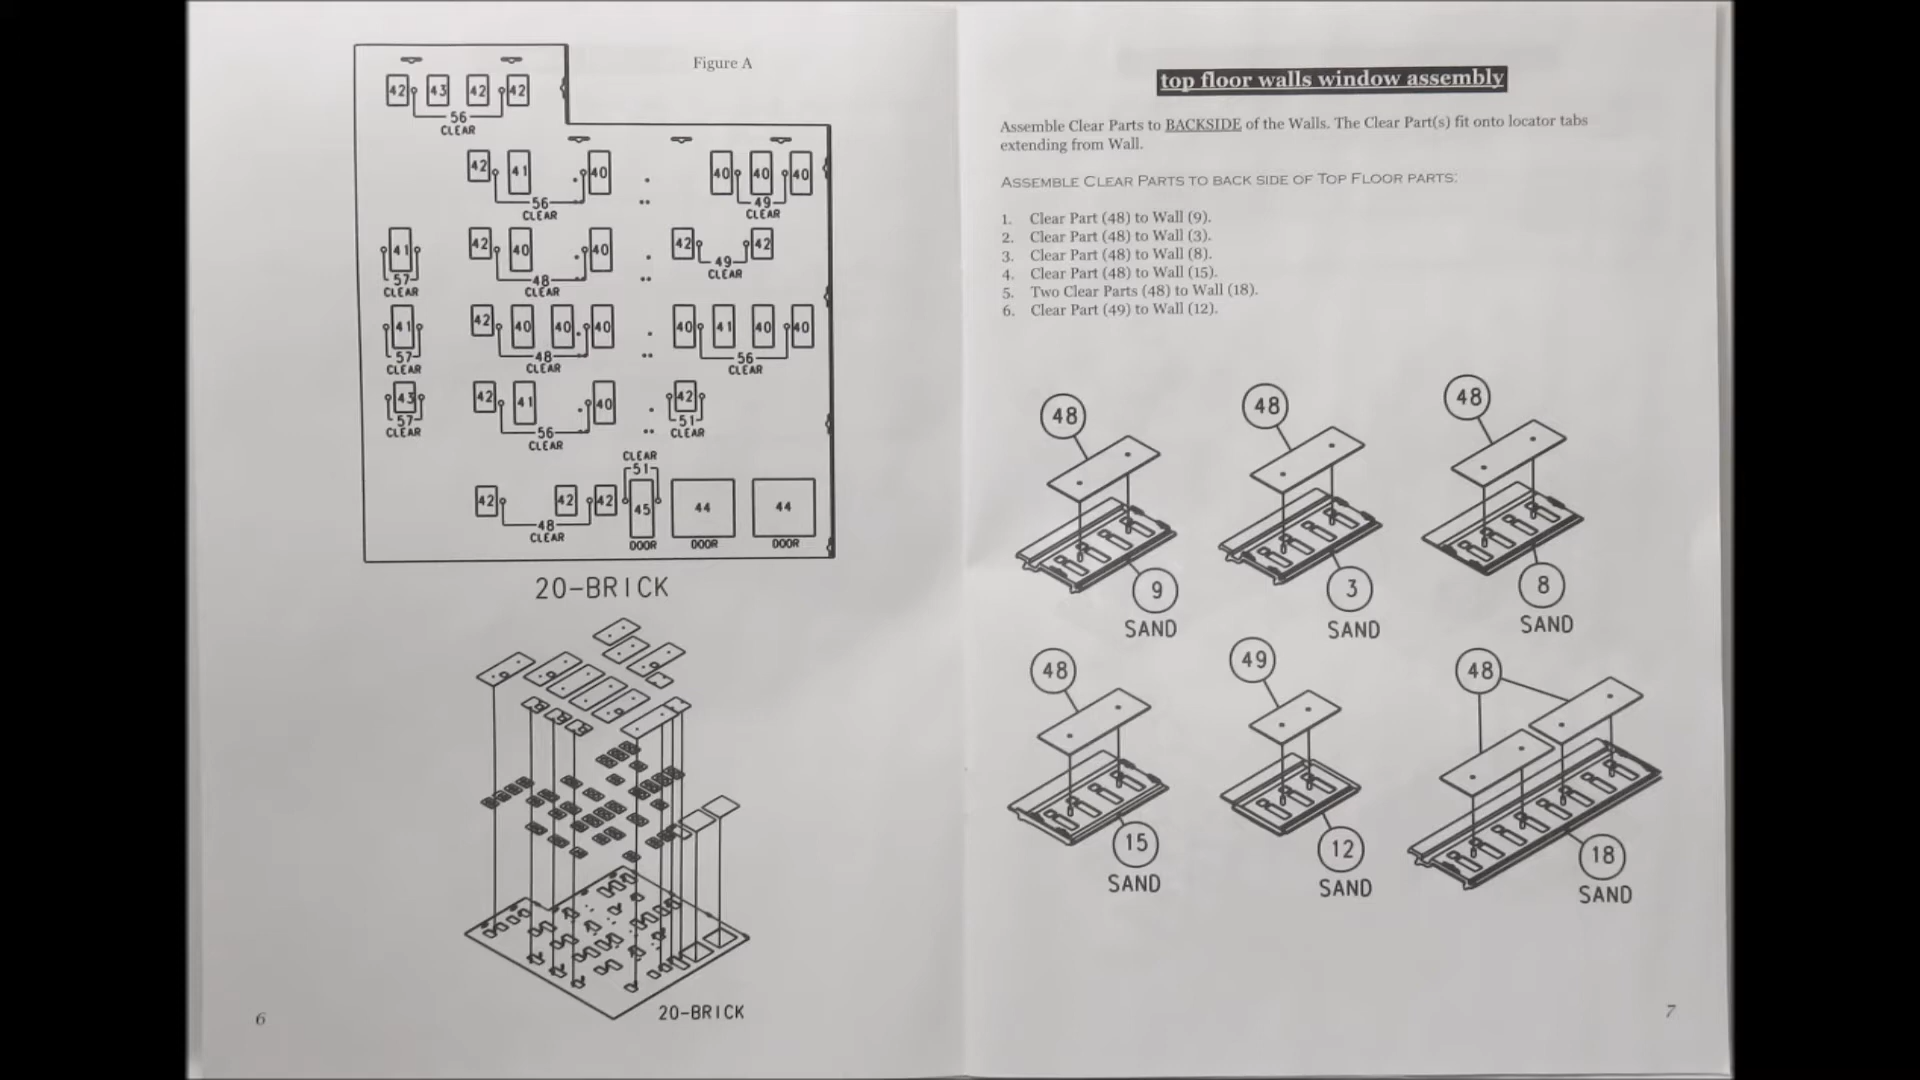 Figure A
42 43 42 42
56
CLEAR
42 41 40 40 40 40
56 49
CLEAR CLEAR
41 42 40 40 42 42
57 48 49
CLEAR CLEAR CLEAR
41 42 40 40 40 40 41 40 40
57 48 56
CLEAR CLEAR CLEAR
43 42 41 40 42
57 56 51
CLEAR CLEAR CLEAR
CLEAR
51
42 42 42 45 44 44
48
CLEAR DOOR DOOR DOOR
20-BRICK
20-BRICK
6
top floor walls window assembly
Assemble Clear Parts to BACKSIDE of the Walls. The Clear Part(s) fit onto locator tabs
extending from Wall.
ASSEMBLE CLEAR PARTS TO BACK SIDE OF TOP FLOOR PARTS:
1. Clear Part (48) to Wall (9).
2. Clear Part (48) to Wall (3).
3. Clear Part (48) to Wall (8).
4. Clear Part (48) to Wall (15).
5. Two Clear Parts (48) to Wall (18).
6. Clear Part (49) to Wall (12).
48 48 48
9 3 8
SAND SAND SAND
48 49 48
15 12 18
SAND SAND SAND
7